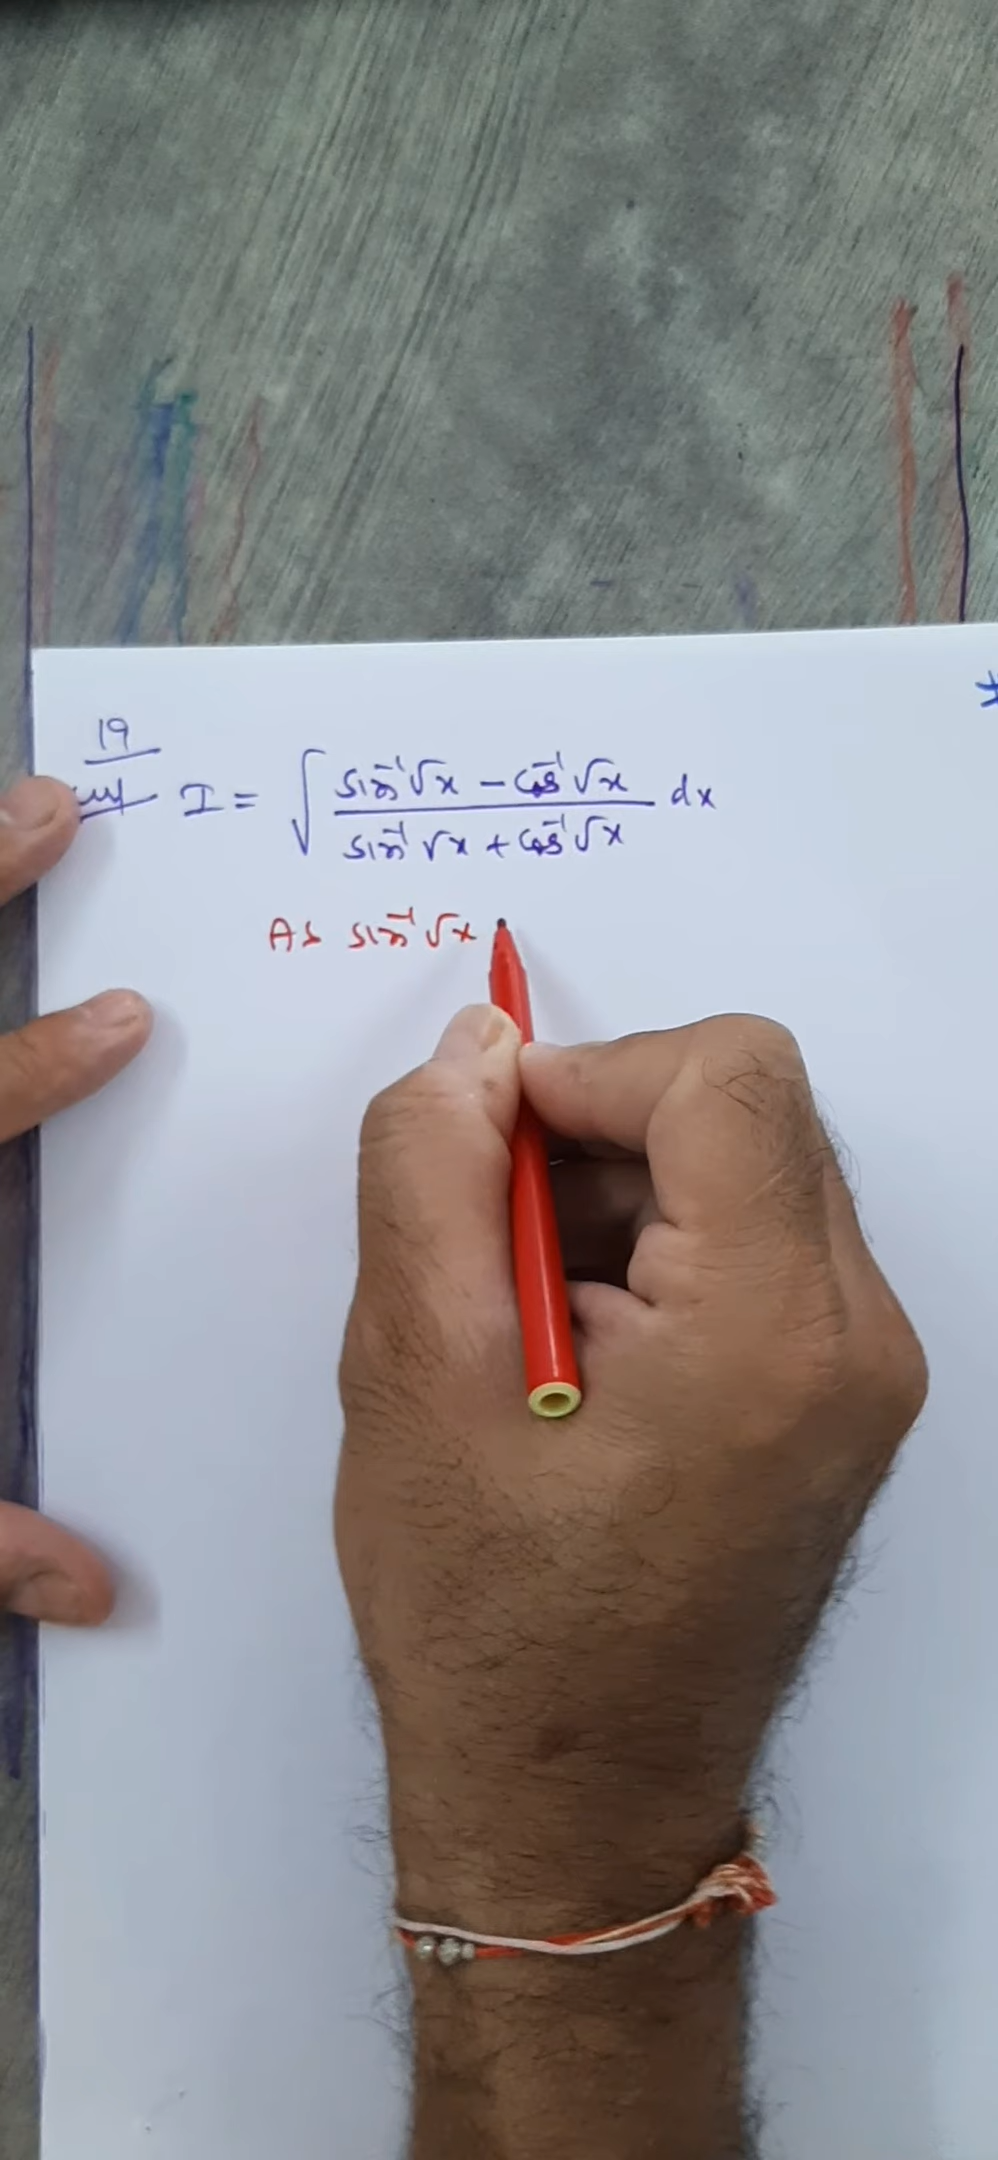 19
I = ∫ sin⁻¹√x − cos⁻¹√x / sin⁻¹√x + cos⁻¹√x dx
As sin⁻¹√x